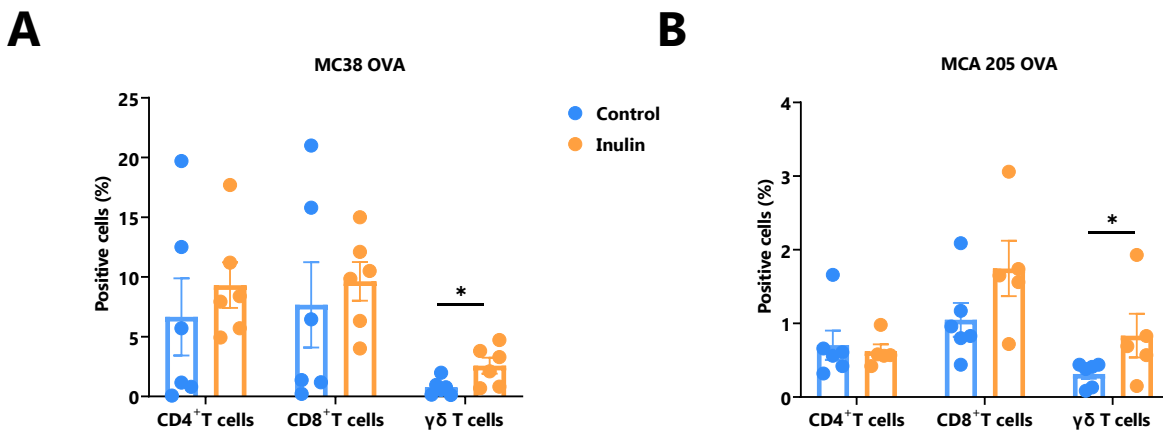 A
MC38 OVA
Positive cells (%)
25
20
15
10
5
0
*
CD4⁺T cells
CD8⁺T cells
γδ T cells
Control
Inulin
B
MCA 205 OVA
Positive cells (%)
4
3
2
1
0
*
CD4⁺T cells
CD8⁺T cells
γδ T cells